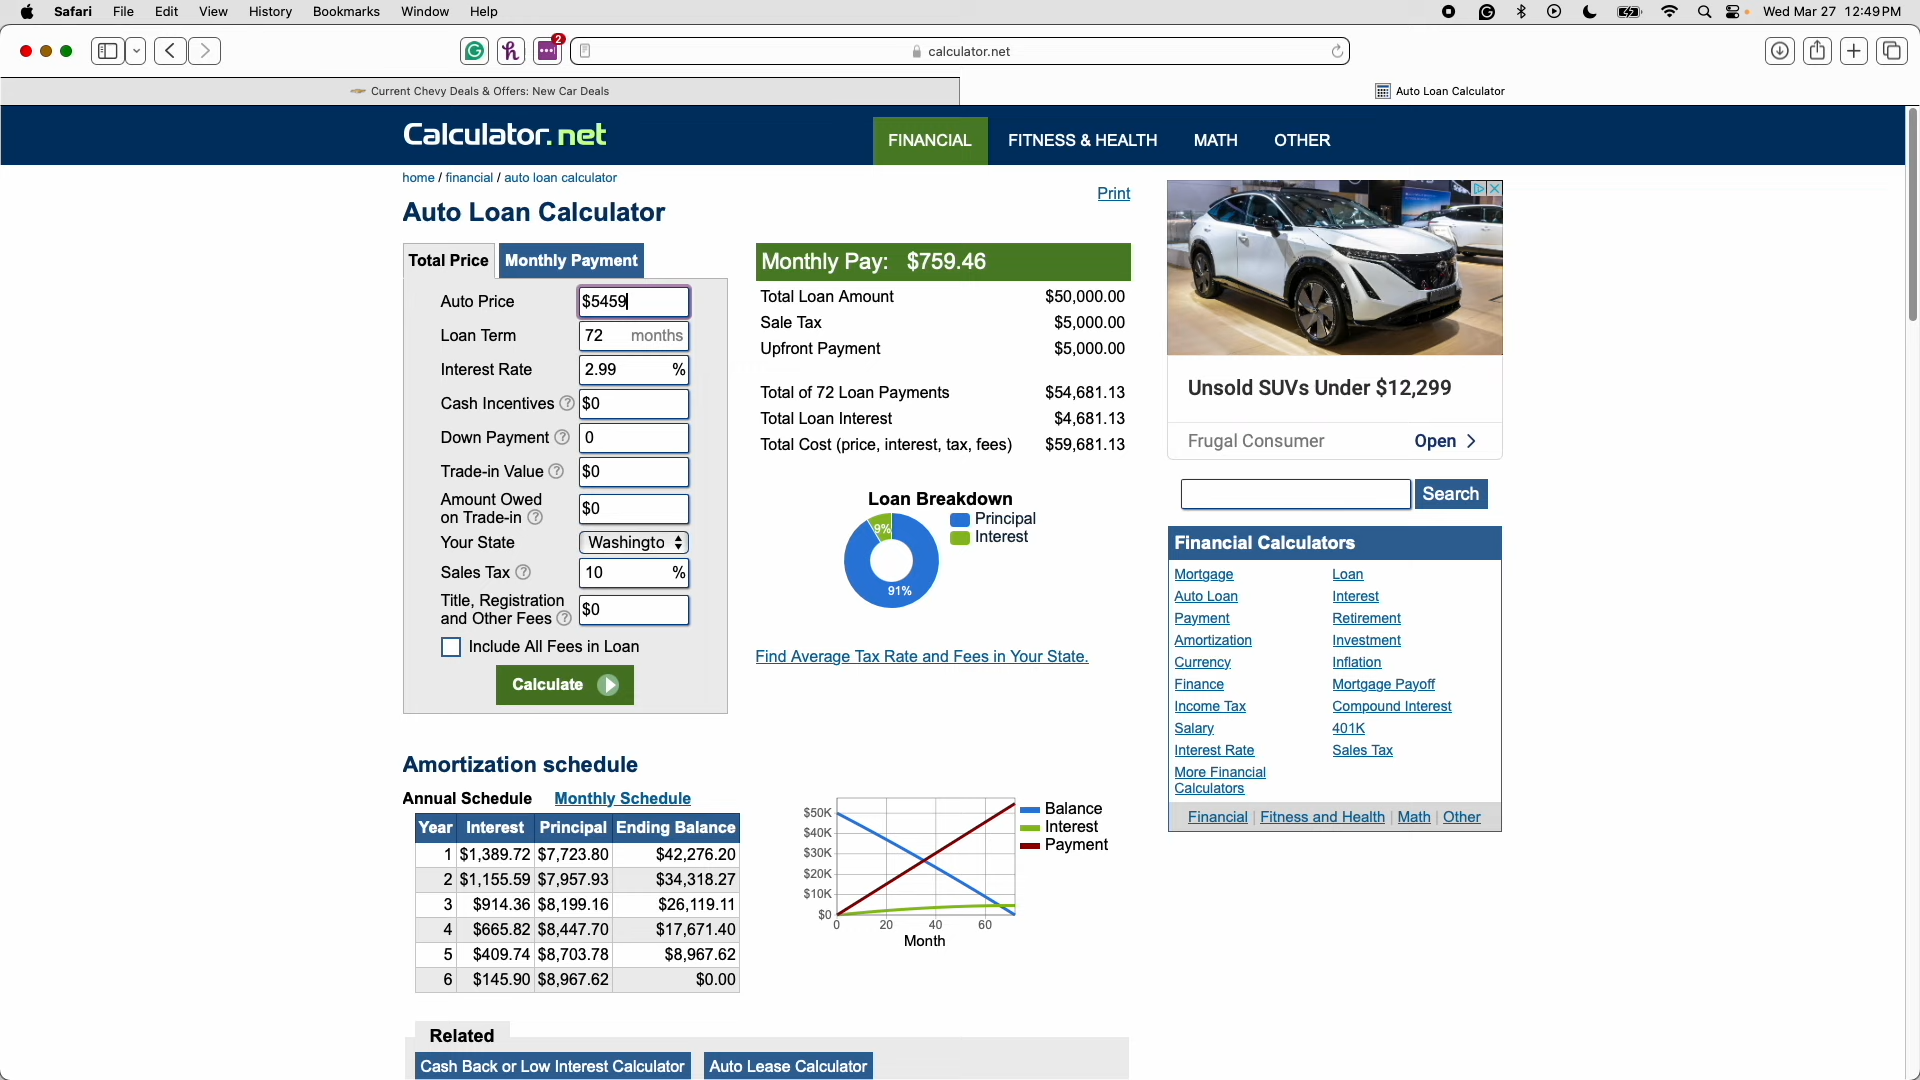 Safari File Edit View History Bookmarks Window Help Wed Mar 27 12:49 PM
2
calculator.net
Current Chevy Deals & Offers: New Car Deals
Auto Loan Calculator
Calculator.net
FINANCIAL FITNESS & HEALTH MATH OTHER
home / financial / auto loan calculator
Print
Auto Loan Calculator
Total Price Monthly Payment
Auto Price $5459
Loan Term 72 months
Interest Rate 2.99 %
Cash Incentives ? $0
Down Payment ? 0
Trade-in Value ? $0
Amount Owed
on Trade-in ? $0
Your State Washingto
Sales Tax ? 10 %
Title, Registration
and Other Fees ? $0
Include All Fees in Loan
Calculate
Monthly Pay: $759.46
Total Loan Amount $50,000.00
Sale Tax $5,000.00
Upfront Payment $5,000.00
Total of 72 Loan Payments $54,681.13
Total Loan Interest $4,681.13
Total Cost (price, interest, tax, fees) $59,681.13
Loan Breakdown
Principal
Interest
9%
91%
Find Average Tax Rate and Fees in Your State.
Unsold SUVs Under $12,299
Frugal Consumer Open
Search
Financial Calculators
Mortgage Loan
Auto Loan Interest
Payment Retirement
Amortization Investment
Currency Inflation
Finance Mortgage Payoff
Income Tax Compound Interest
Salary 401K
Interest Rate Sales Tax
More Financial
Calculators
Financial | Fitness and Health | Math | Other
Amortization schedule
Annual Schedule Monthly Schedule
Year Interest Principal Ending Balance
1 $1,389.72 $7,723.80 $42,276.20
2 $1,155.59 $7,957.93 $34,318.27
3 $914.36 $8,199.16 $26,119.11
4 $665.82 $8,447.70 $17,671.40
5 $409.74 $8,703.78 $8,967.62
6 $145.90 $8,967.62 $0.00
$50K
$40K
$30K
$20K
$10K
$0
0 20 40 60
Month
Balance
Interest
Payment
Related
Cash Back or Low Interest Calculator Auto Lease Calculator